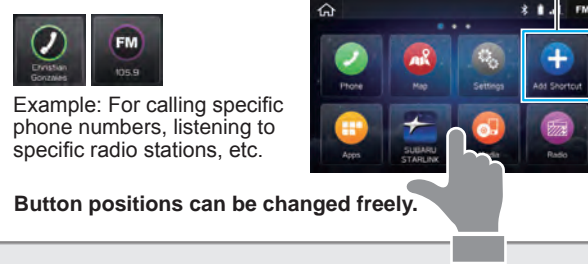 FM
Christian
Gonzales
FM
105.9
Example: For calling specific
phone numbers, listening to
specific radio stations, etc.
Phone
Map
Settings
Add Shortcut
Apps
SUBARU
STARLINK
Radio
Button positions can be changed freely.